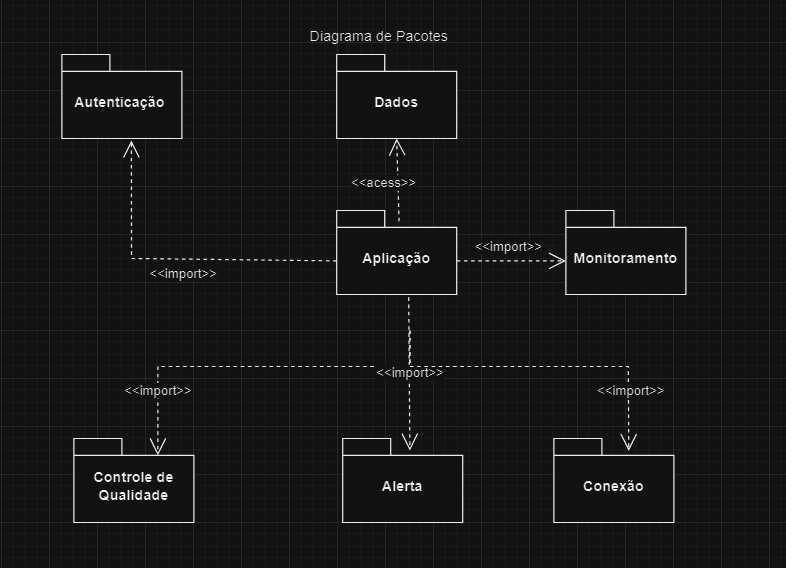 Diagrama de Pacotes
Autenticação
Dados
<<acess>>
Aplicação
<<import>>
Monitoramento
<<import>>
<<import>>
<<import>>
<<import>>
Controle de
Qualidade
Alerta
Conexão